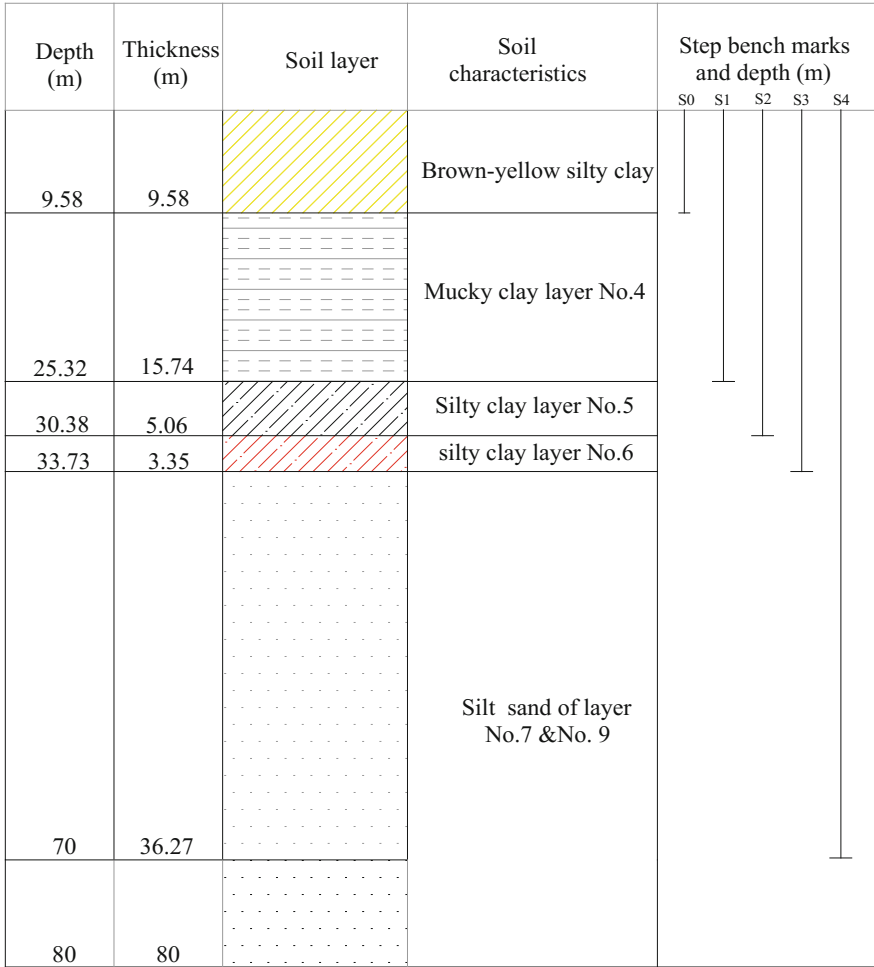 Depth
(m)
Thickness
(m)
Soil layer
Soil
characteristics
Step bench marks
and depth (m)
S0 S1 S2 S3 S4
9.58 9.58 Brown-yellow silty clay
25.32 15.74 Mucky clay layer No.4
30.38 5.06 Silty clay layer No.5
33.73 3.35 silty clay layer No.6
Silt sand of layer
No.7 &No. 9
70 36.27
80 80